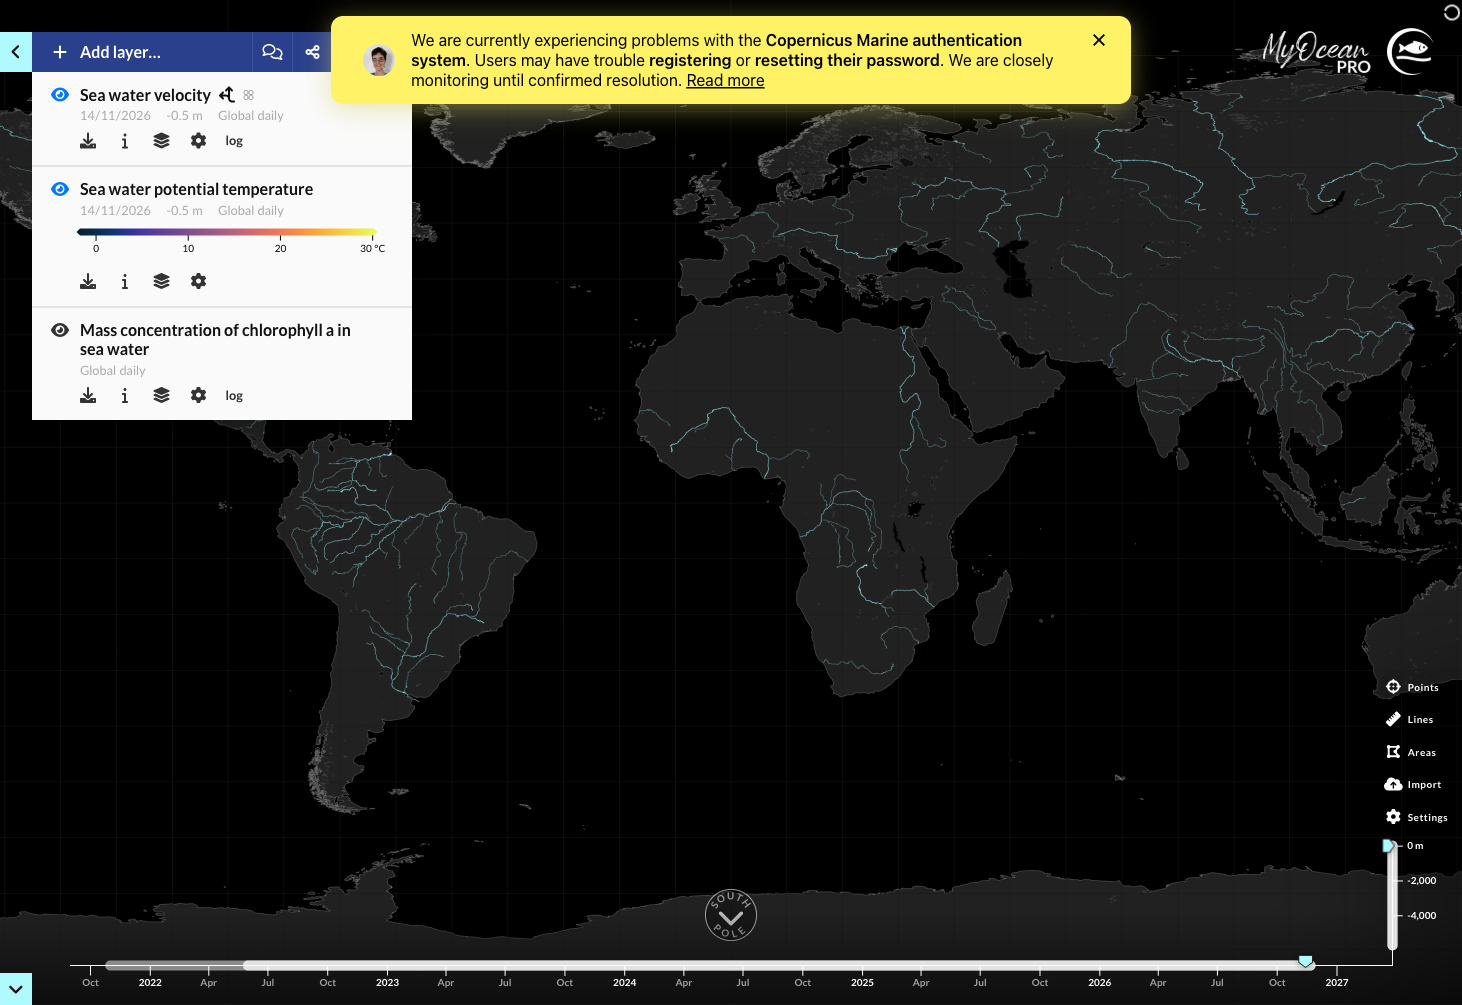 We are currently experiencing problems with the Copernicus Marine authentication
system. Users may have trouble registering or resetting their password. We are closely
monitoring until confirmed resolution. Read more
Add layer...
MyOcean
PRO
Sea water velocity
14/11/2026 -0.5 m Global daily
log
Sea water potential temperature
14/11/2026 -0.5 m Global daily
0 10 20 30 °C
Mass concentration of chlorophyll a in
sea water
Global daily
log
Points
Lines
Areas
Import
Settings
0 m
-2,000
-4,000
SOUTH
POLE
Oct 2022 Apr Jul Oct 2023 Apr Jul Oct 2024 Apr Jul Oct 2025 Apr Jul Oct 2026 Apr Jul Oct 2027